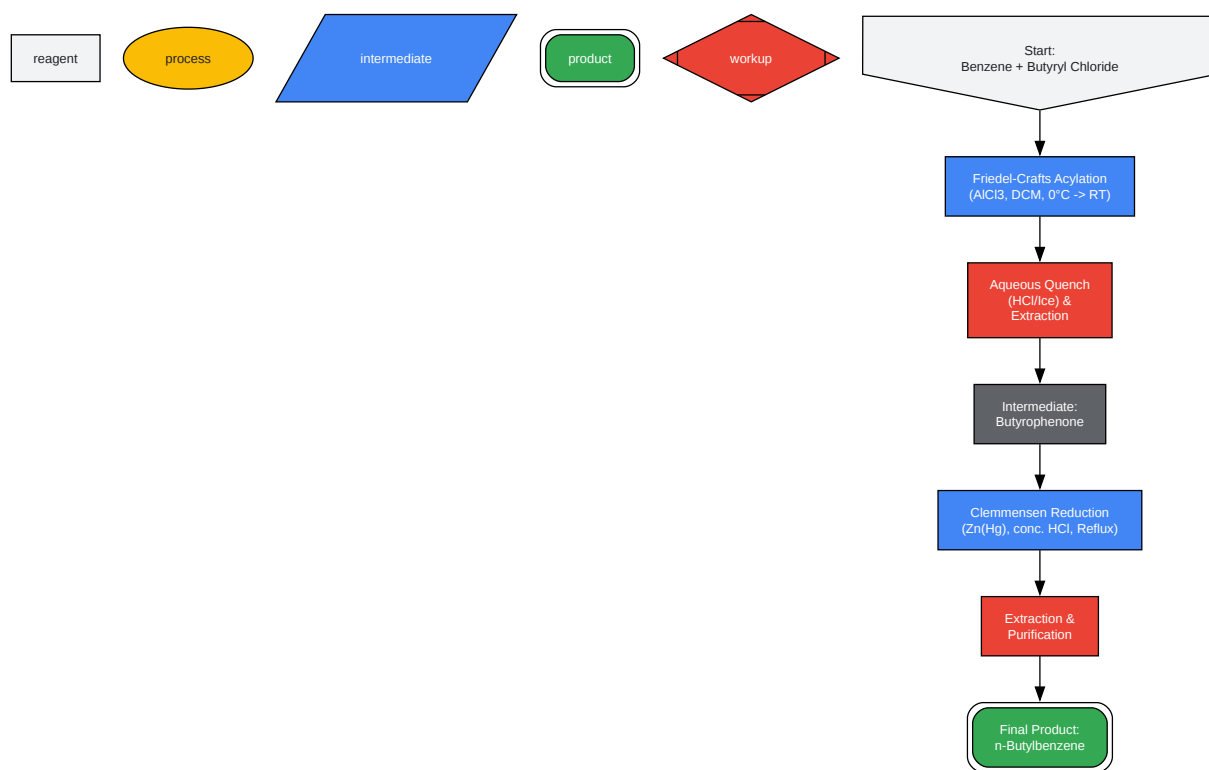 reagent
process
intermediate
product
workup
Start:
Benzene + Butyryl Chloride
Friedel-Crafts Acylation
(AlCl3, DCM, 0°C -> RT)
Aqueous Quench
(HCl/Ice) &
Extraction
Intermediate:
Butyrophenone
Clemmensen Reduction
(Zn(Hg), conc. HCl, Reflux)
Extraction &
Purification
Final Product:
n-Butylbenzene